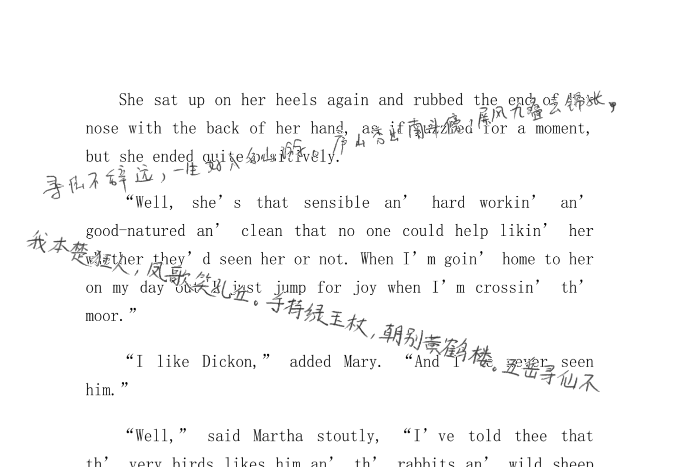 She sat up on her heels again and rubbed the end of
nose with the back of her hand, as if puzzled for a moment,
but she ended quite positively.
寻仙不辞远，一生好入名山游。庐山秀出南斗傍，屏风九叠云锦张，
“Well, she’s that sensible an’ hard workin’ an’
good-natured an’ clean that no one could help likin’ her
whether they’d seen her or not. When I’m goin’ home to her
on my day out I just jump for joy when I’m crossin’ th’
moor.”
我本楚狂人，凤歌笑孔丘。手持绿玉杖，朝别黄鹤楼。五岳寻仙不
“I like Dickon,” added Mary. “And I’ve never seen
him.”
“Well,” said Martha stoutly, “I’ve told thee that
th’ very birds likes him an’ th’ rabbits an’ wild sheep